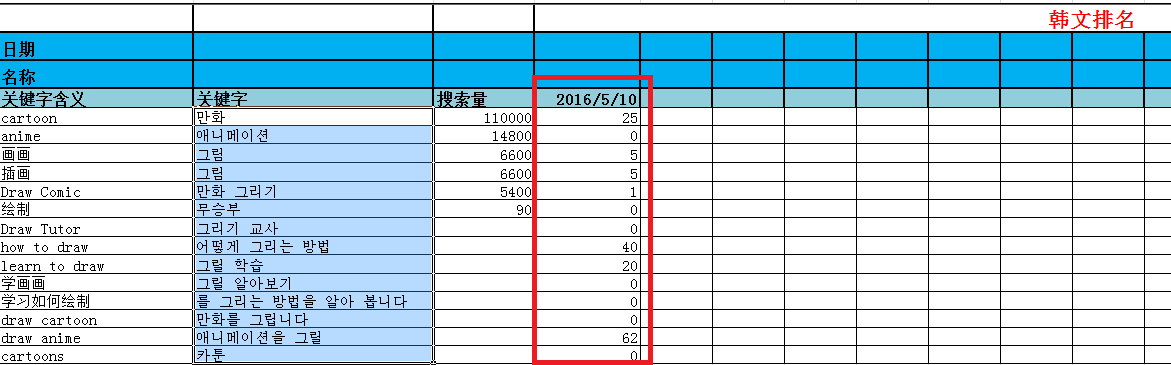 韩文排名
日期
名称
关键字含义 关键字 搜索量 2016/5/10
cartoon 만화 110000 25
anime 애니메이션 14800 0
画画 그림 6600 5
插画 그림 6600 5
Draw Comic 만화 그리기 5400 1
绘制 무승부 90 0
Draw Tutor 그리기 교사 0
how to draw 어떻게 그리는 방법 40
learn to draw 그릴 학습 20
学画画 그릴 알아보기 0
学习如何绘制 를 그리는 방법을 알아 봅니다 0
draw cartoon 만화를 그립니다 0
draw anime 애니메이션을 그릴 62
cartoons 카툰 0